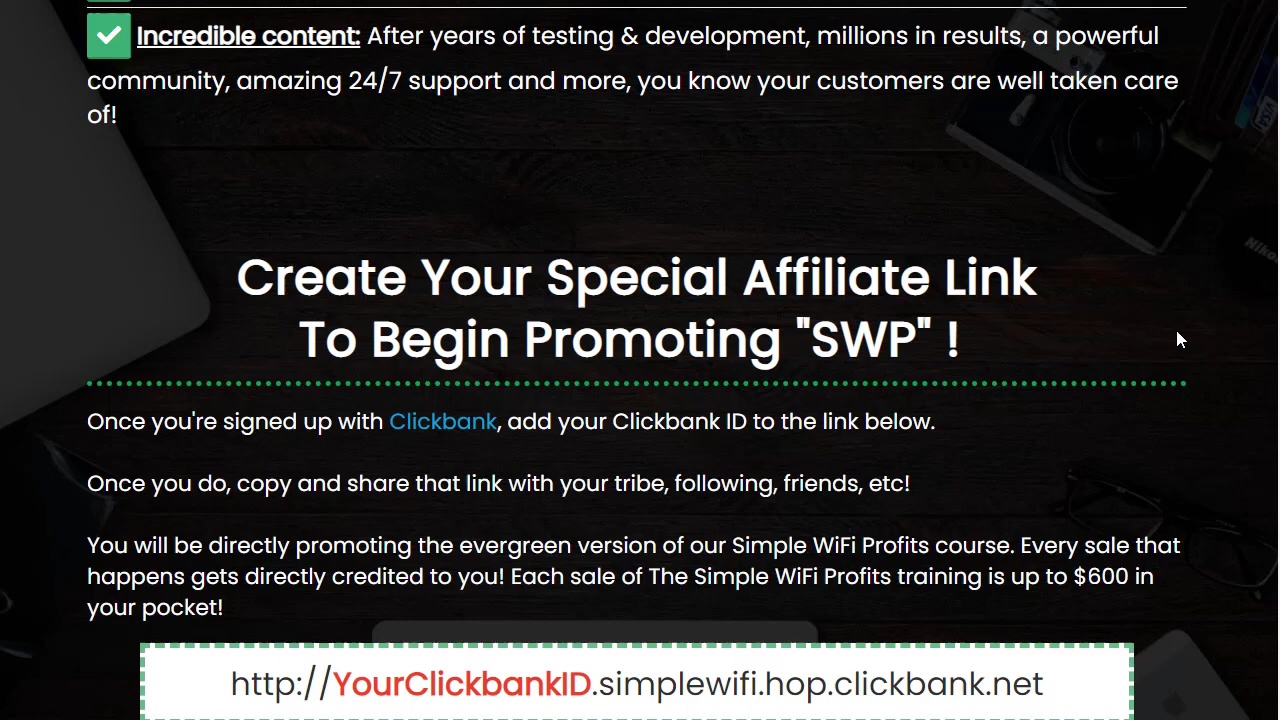 Incredible content: After years of testing & development, millions in results, a powerful
community, amazing 24/7 support and more, you know your customers are well taken care
of!
Create Your Special Affiliate Link
To Begin Promoting "SWP" !
Once you're signed up with Clickbank, add your Clickbank ID to the link below.
Once you do, copy and share that link with your tribe, following, friends, etc!
You will be directly promoting the evergreen version of our Simple WiFi Profits course. Every sale that
happens gets directly credited to you! Each sale of The Simple WiFi Profits training is up to $600 in
your pocket!
http://YourClickbankID.simplewifi.hop.clickbank.net